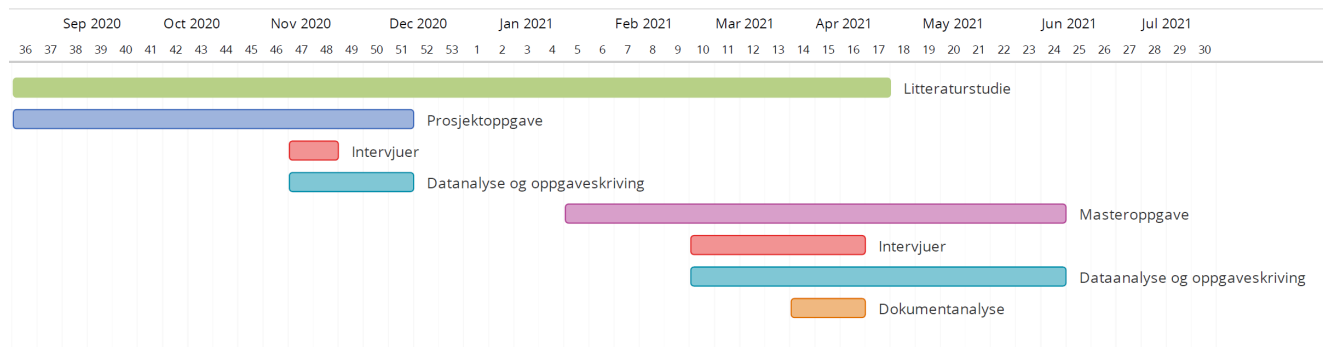 Sep 2020 Oct 2020 Nov 2020 Dec 2020 Jan 2021 Feb 2021 Mar 2021 Apr 2021 May 2021 Jun 2021 Jul 2021
36 37 38 39 40 41 42 43 44 45 46 47 48 49 50 51 52 53 1 2 3 4 5 6 7 8 9 10 11 12 13 14 15 16 17 18 19 20 21 22 23 24 25 26 27 28 29 30
Litteraturstudie
Prosjektoppgave
Intervjuer
Datanalyse og oppgaveskriving
Masteroppgave
Intervjuer
Dataanalyse og oppgaveskriving
Dokumentanalyse